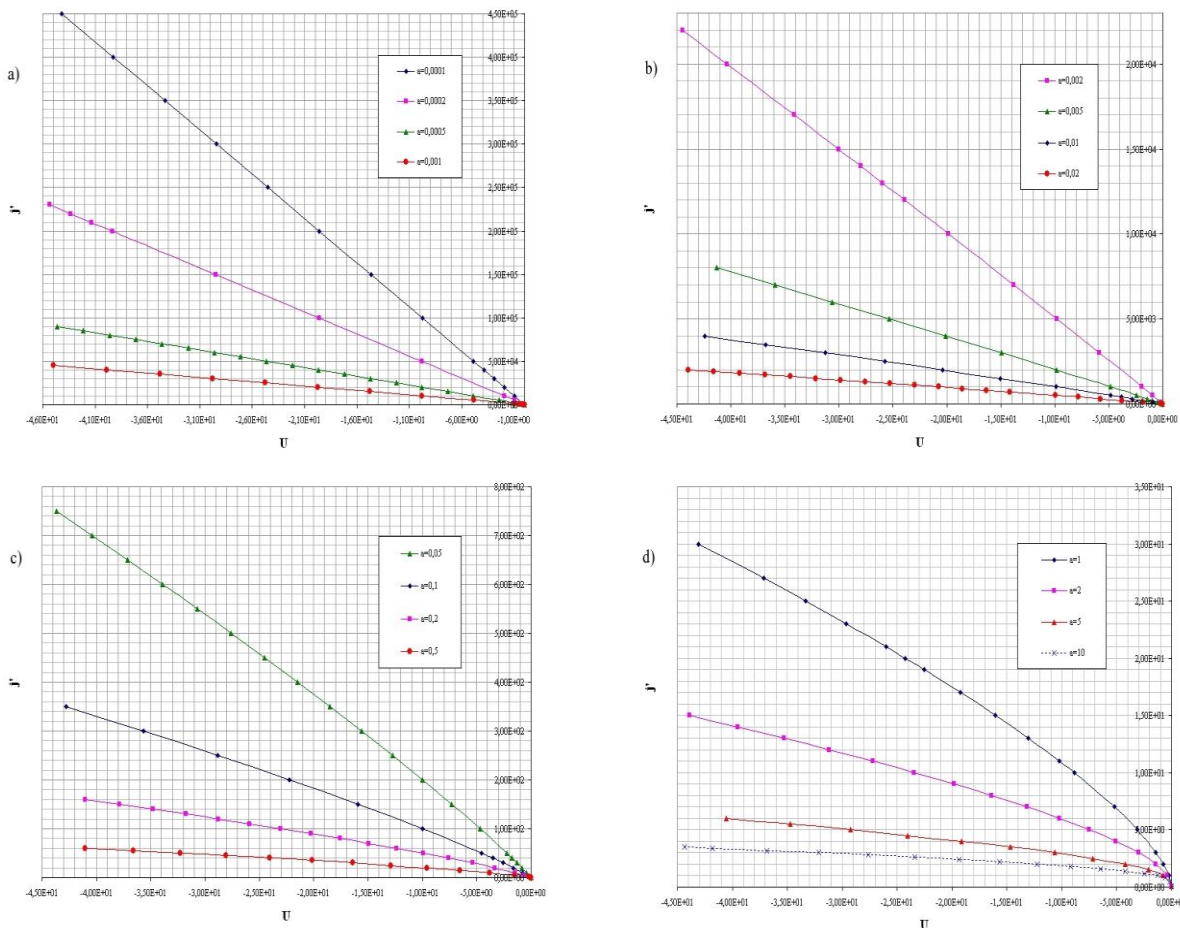 a)
4,50E+05
4,00E+05
3,50E+05
3,00E+05
2,50E+05
2,00E+05
1,50E+05
1,00E+05
5,00E+04
a=0,0001
a=0,0002
a=0,0005
a=0,001
j'
-4,60E+01 -4,10E+01 -3,60E+01 -3,10E+01 -2,60E+01 -2,10E+01 -1,60E+01 -1,10E+01 -6,00E+00 -1,00E+00
U
b)
2,00E+04
1,50E+04
1,00E+04
5,00E+03
0,00E+00
a=0,002
a=0,005
a=0,01
a=0,02
j'
-4,50E+01 -4,00E+01 -3,50E+01 -3,00E+01 -2,50E+01 -2,00E+01 -1,50E+01 -1,00E+01 -5,00E+00 0,00E+00
U
c)
8,00E+02
7,00E+02
6,00E+02
5,00E+02
4,00E+02
3,00E+02
2,00E+02
1,00E+02
0,00E+00
a=0,05
a=0,1
a=0,2
a=0,5
j'
-4,50E+01 -4,00E+01 -3,50E+01 -3,00E+01 -2,50E+01 -2,00E+01 -1,50E+01 -1,00E+01 -5,00E+00 0,00E+00
U
d)
3,50E+01
3,00E+01
2,50E+01
2,00E+01
1,50E+01
1,00E+01
5,00E+00
0,00E+00
a=1
a=2
a=5
a=10
j'
-4,50E+01 -4,00E+01 -3,50E+01 -3,00E+01 -2,50E+01 -2,00E+01 -1,50E+01 -1,00E+01 -5,00E+00 0,00E+00
U